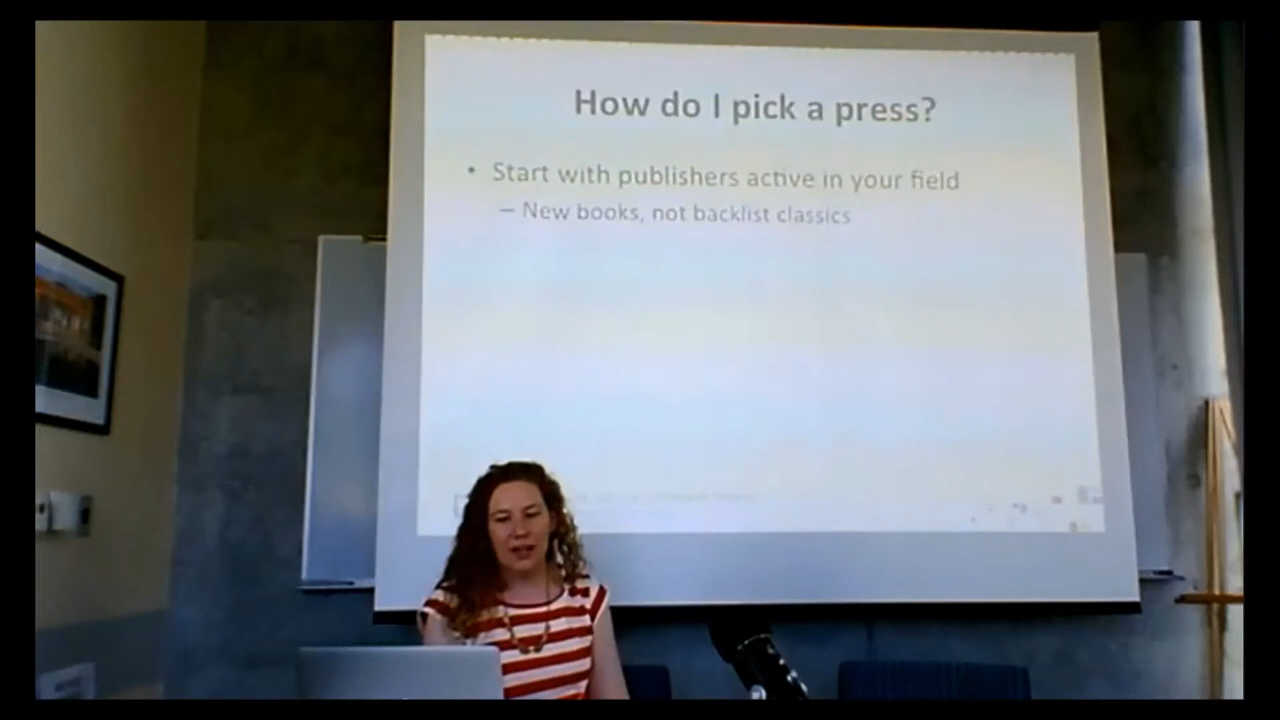 How do I pick a press?
• Start with publishers active in your field
– New books, not backlist classics